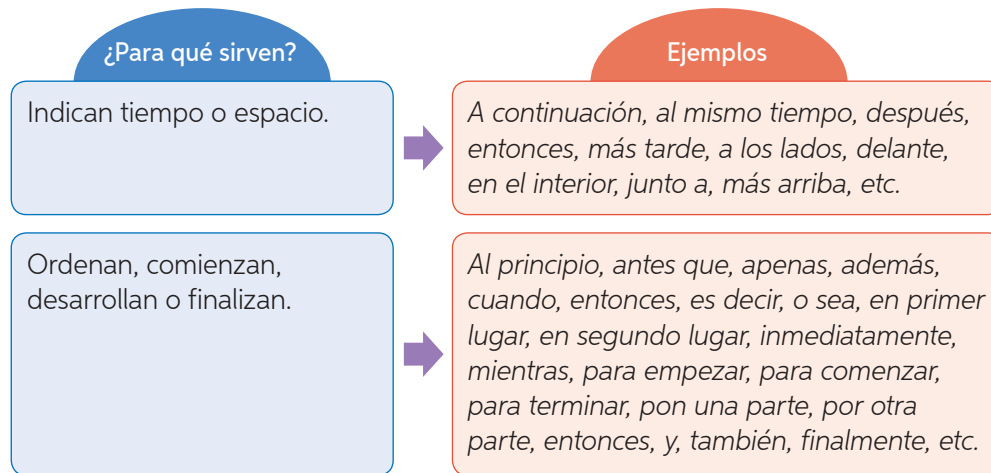 ¿Para qué sirven?
Ejemplos
Indican tiempo o espacio.
A continuación, al mismo tiempo, después,
entonces, más tarde, a los lados, delante,
en el interior, junto a, más arriba, etc.
Ordenan, comienzan,
desarrollan o finalizan.
Al principio, antes que, apenas, además,
cuando, entonces, es decir, o sea, en primer
lugar, en segundo lugar, inmediatamente,
mientras, para empezar, para comenzar,
para terminar, pon una parte, por otra
parte, entonces, y, también, finalmente, etc.